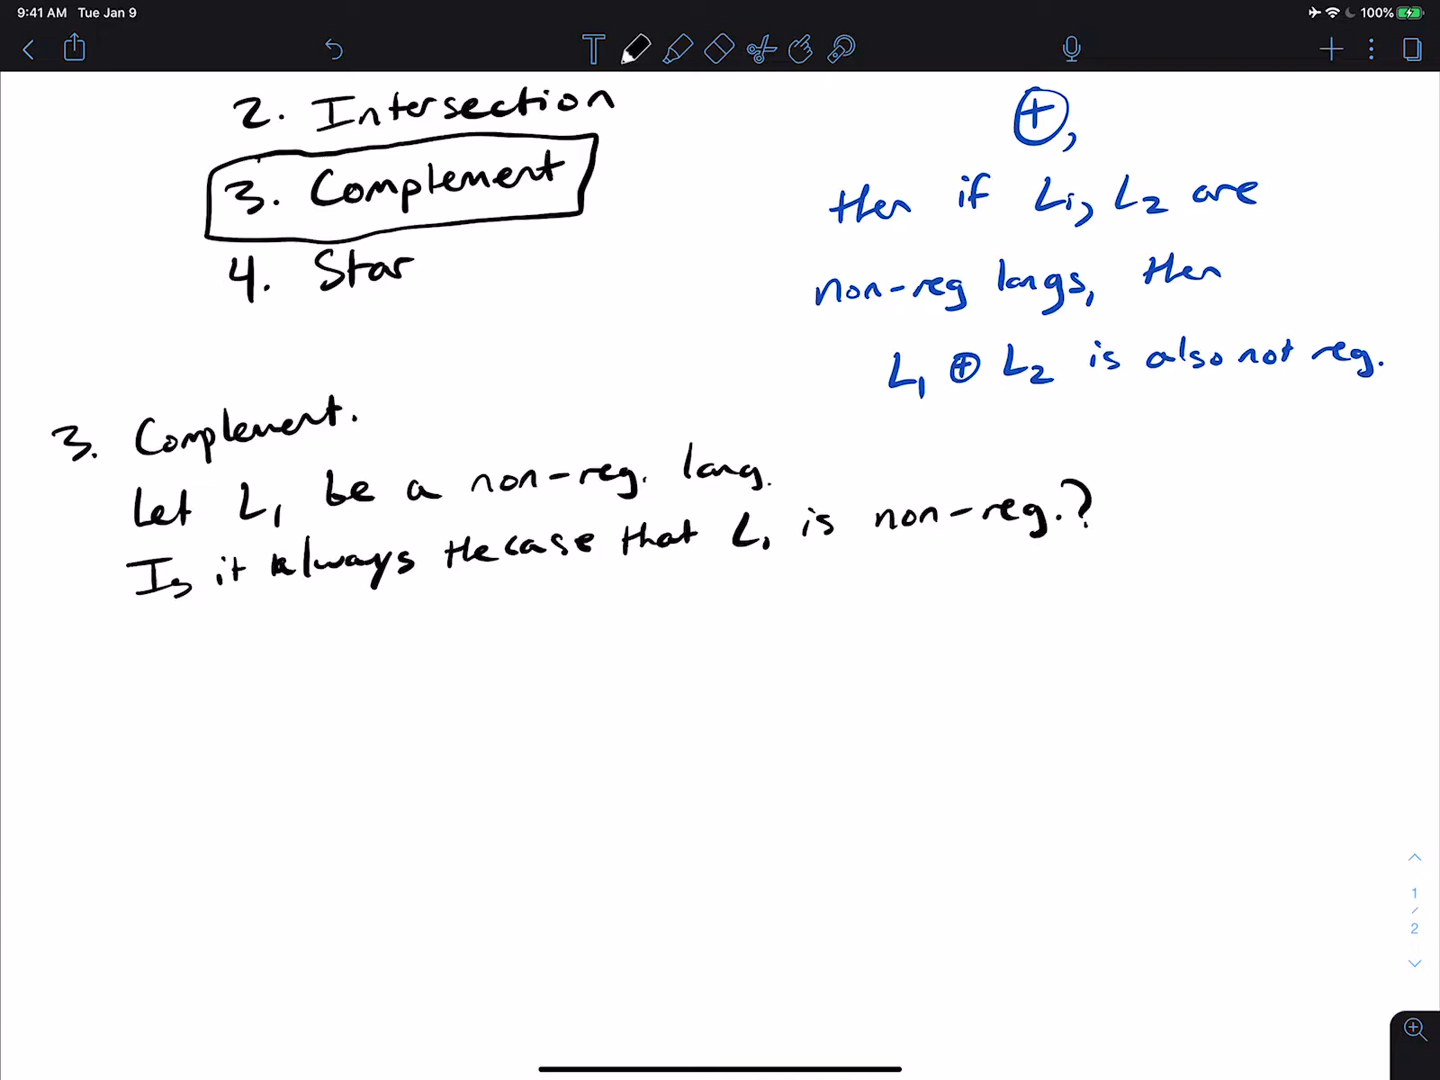 9:41 AM Tue Jan 9
100%
2. Intersection
3. Complement
4. Star
⊕,
then if L1, L2 are
non-reg langs, then
L1 ⊕ L2 is also not reg.
3. Complement.
Let L1 be a non-reg. lang.
Is it always the case that L1 is non-reg.?
1
/
2